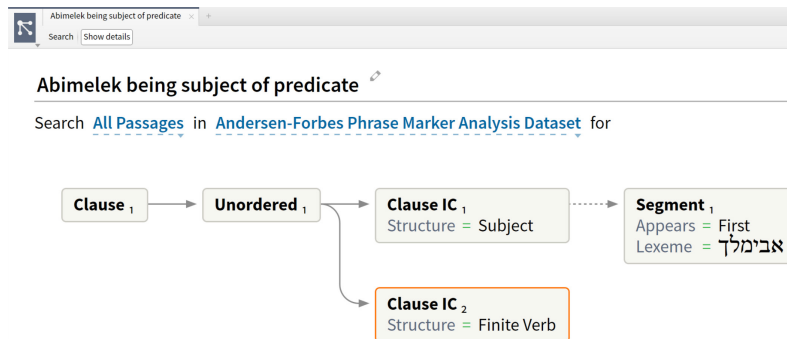 Abimelek being subject of predicate × +
Search Show details
Abimelek being subject of predicate
Search All Passages in Andersen-Forbes Phrase Marker Analysis Dataset for
Clause 1
Unordered 1
Clause IC 1
Structure = Subject
Segment 1
Appears = First
Lexeme = אבימלך
Clause IC 2
Structure = Finite Verb